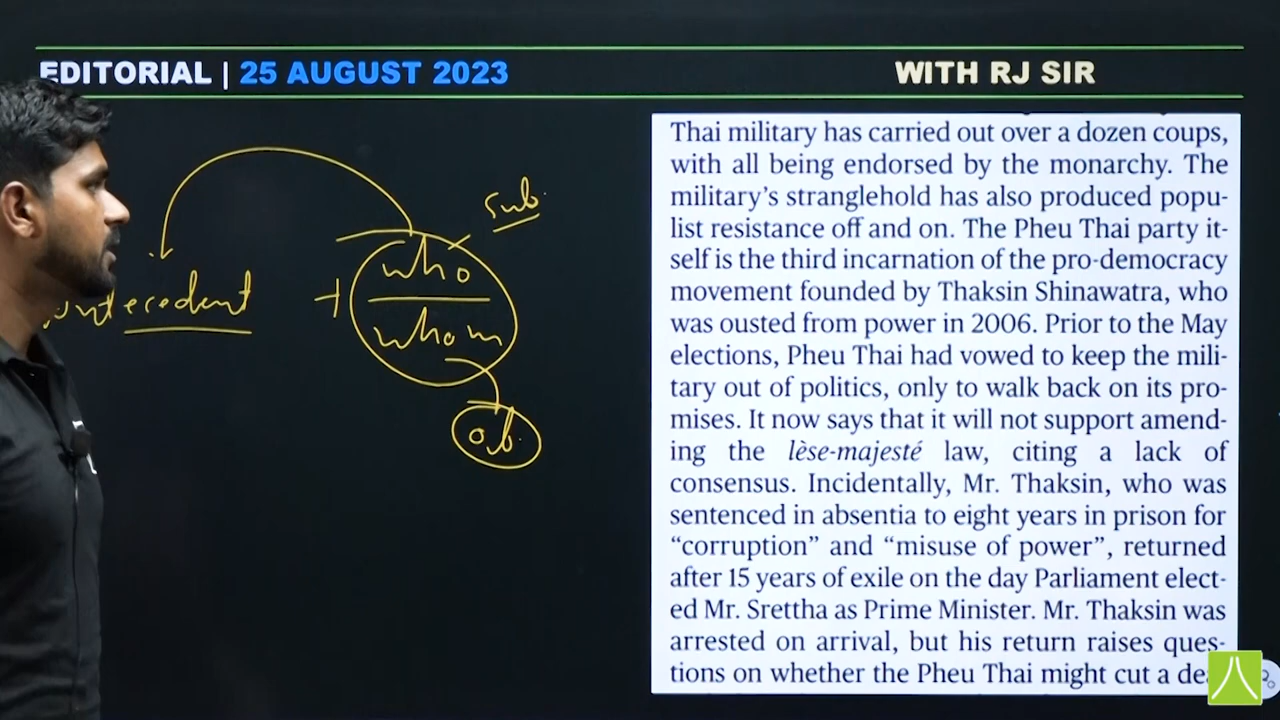 EDITORIAL | 25 AUGUST 2023
WITH RJ SIR
sub.
who
whom
antecedent
+
ob.
Thai military has carried out over a dozen coups,
with all being endorsed by the monarchy. The
military's stranglehold has also produced popu-
list resistance off and on. The Pheu Thai party it-
self is the third incarnation of the pro-democracy
movement founded by Thaksin Shinawatra, who
was ousted from power in 2006. Prior to the May
elections, Pheu Thai had vowed to keep the mili-
tary out of politics, only to walk back on its pro-
mises. It now says that it will not support amend-
ing the lèse-majesté law, citing a lack of
consensus. Incidentally, Mr. Thaksin, who was
sentenced in absentia to eight years in prison for
“corruption” and “misuse of power”, returned
after 15 years of exile on the day Parliament elect-
ed Mr. Srettha as Prime Minister. Mr. Thaksin was
arrested on arrival, but his return raises ques-
tions on whether the Pheu Thai might cut a